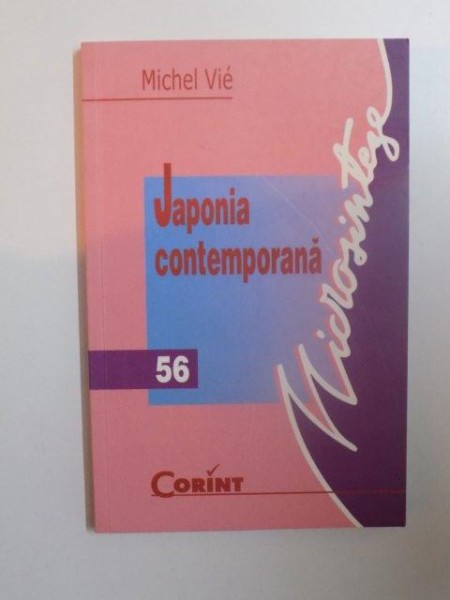 Michel Vié
Microsinteze
Japonia
contemporană
56
CORINT